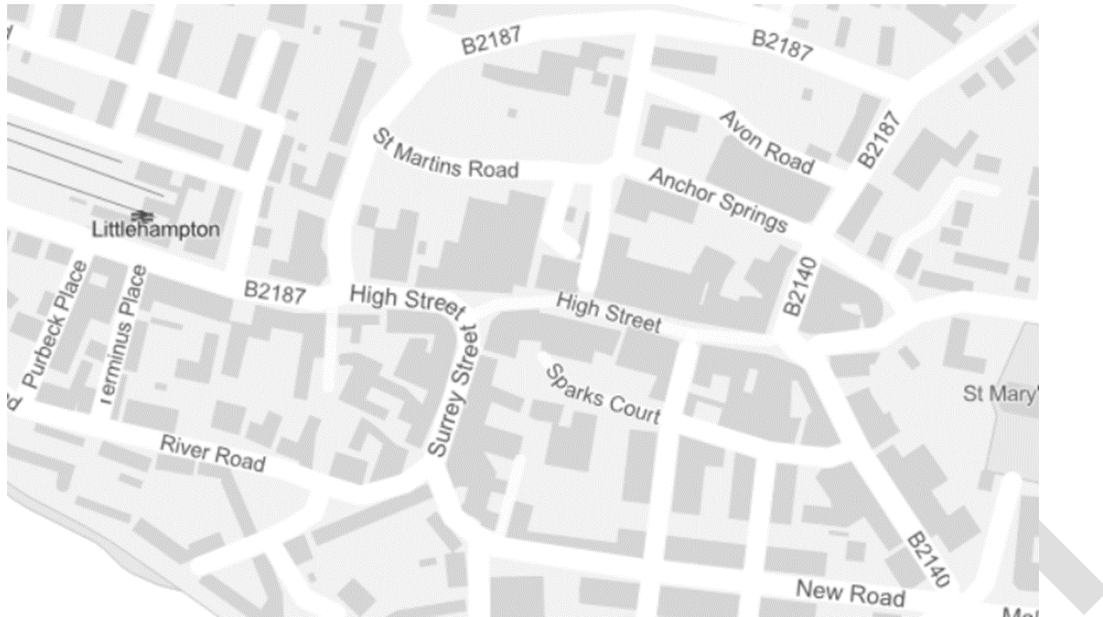 B2187
B2187
Avon Road
B2187
St Martins Road
Anchor Springs
Littlehampton
B2187
High Street
High Street
B2140
Purbeck Place
Terminus Place
Surrey Street
Sparks Court
St Mary'
River Road
B2140
New Road